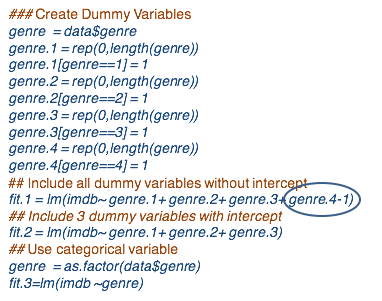 ### Create Dummy Variables
genre = data$genre
genre.1 = rep(0,length(genre))
genre.1[genre==1] = 1
genre.2 = rep(0,length(genre))
genre.2[genre==2] = 1
genre.3 = rep(0,length(genre))
genre.3[genre==3] = 1
genre.4 = rep(0,length(genre))
genre.4[genre==4] = 1
## Include all dummy variables without intercept
fit.1 = lm(imdb~ genre.1+ genre.2+ genre.3+(genre.4-1)
## Include 3 dummy variables with intercept
fit.2 = lm(imdb~ genre.1+ genre.2+ genre.3)
## Use categorical variable
genre = as.factor(data$genre)
fit.3=lm(imdb ~genre)